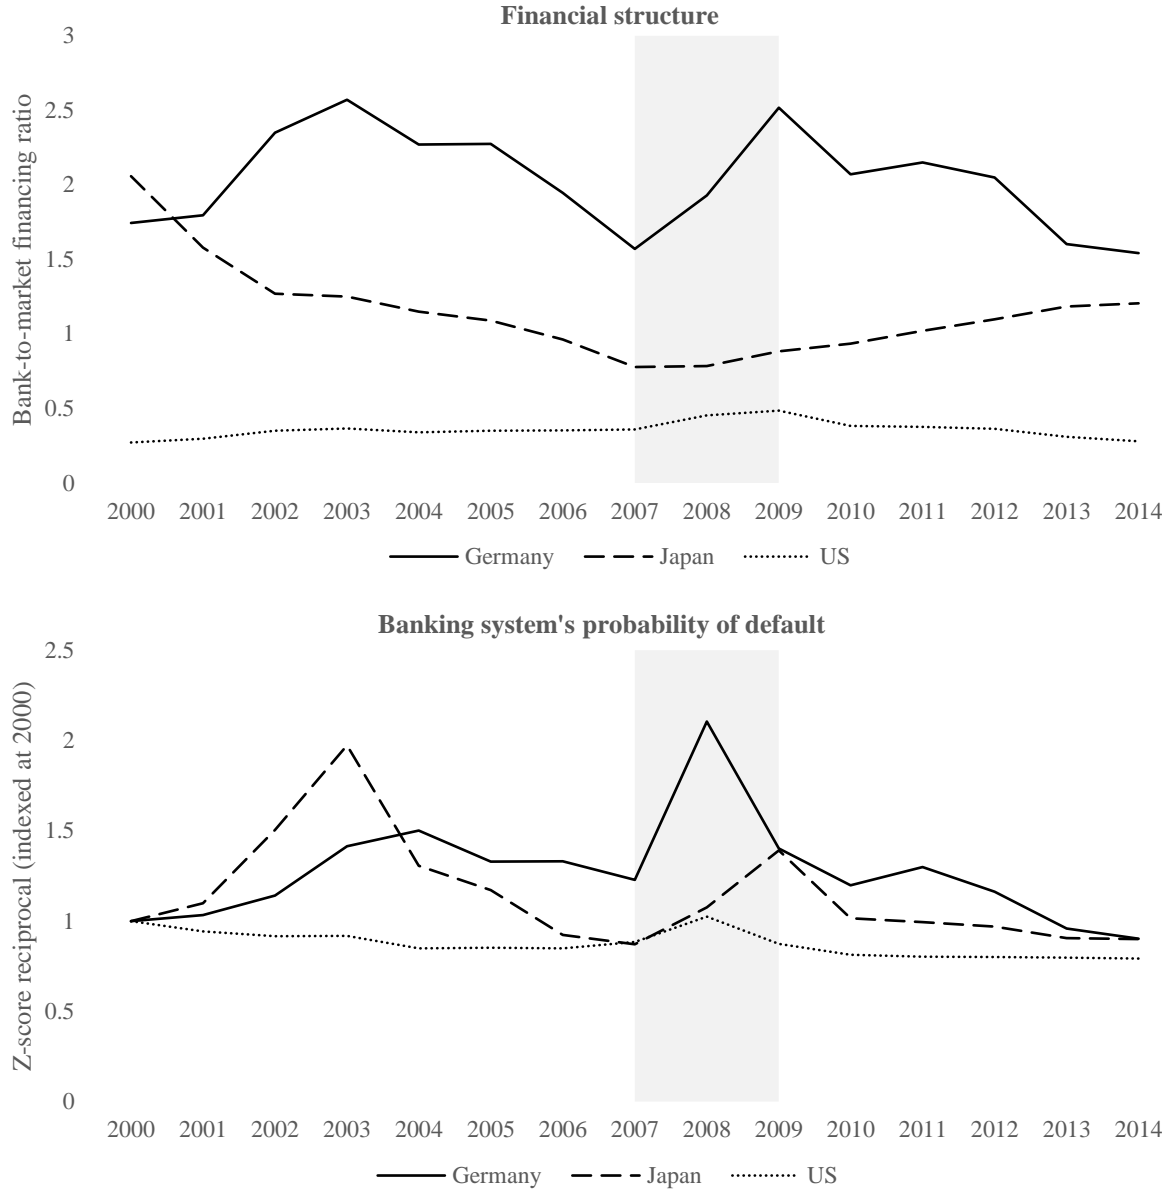 Financial structure
3
2.5
2
1.5
1
0.5
0
Bank-to-market financing ratio
2000 2001 2002 2003 2004 2005 2006 2007 2008 2009 2010 2011 2012 2013 2014
Germany Japan US
Banking system's probability of default
2.5
2
1.5
1
0.5
0
Z-score reciprocal (indexed at 2000)
2000 2001 2002 2003 2004 2005 2006 2007 2008 2009 2010 2011 2012 2013 2014
Germany Japan US